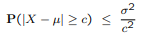 P(|X − μ| ≥ c) ≤ σ²/c²